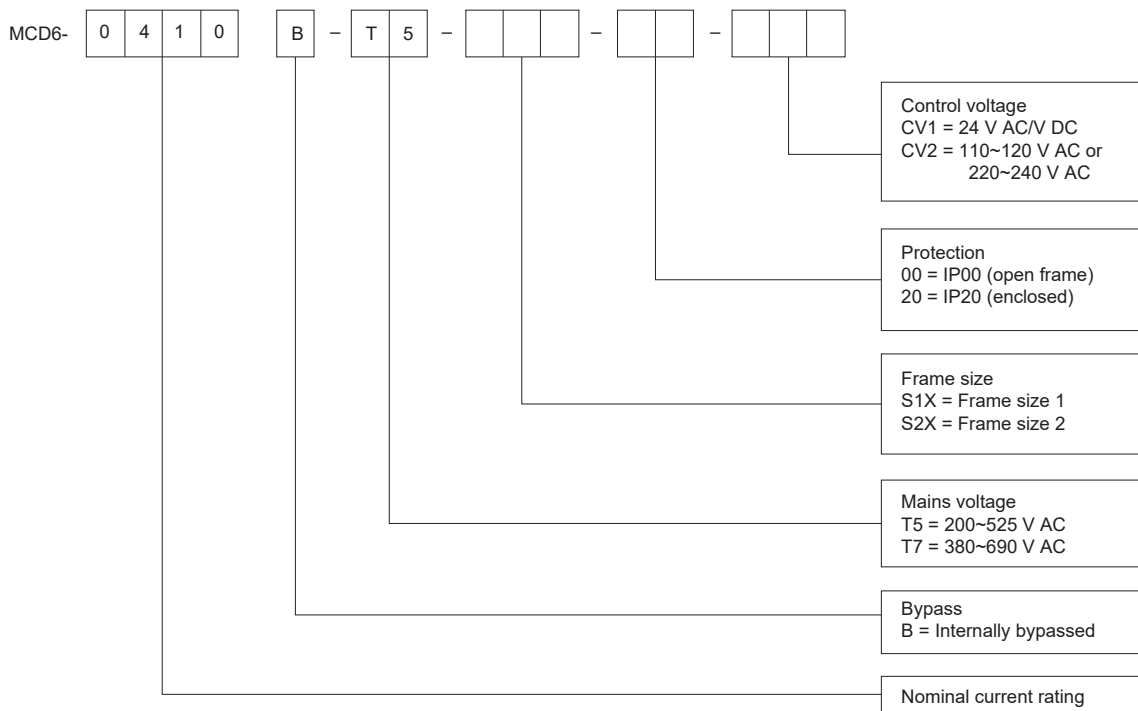 MCD6- 0 4 1 0 B – T 5 – – –
Control voltage
CV1 = 24 V AC/V DC
CV2 = 110~120 V AC or
220~240 V AC
Protection
00 = IP00 (open frame)
20 = IP20 (enclosed)
Frame size
S1X = Frame size 1
S2X = Frame size 2
Mains voltage
T5 = 200~525 V AC
T7 = 380~690 V AC
Bypass
B = Internally bypassed
Nominal current rating